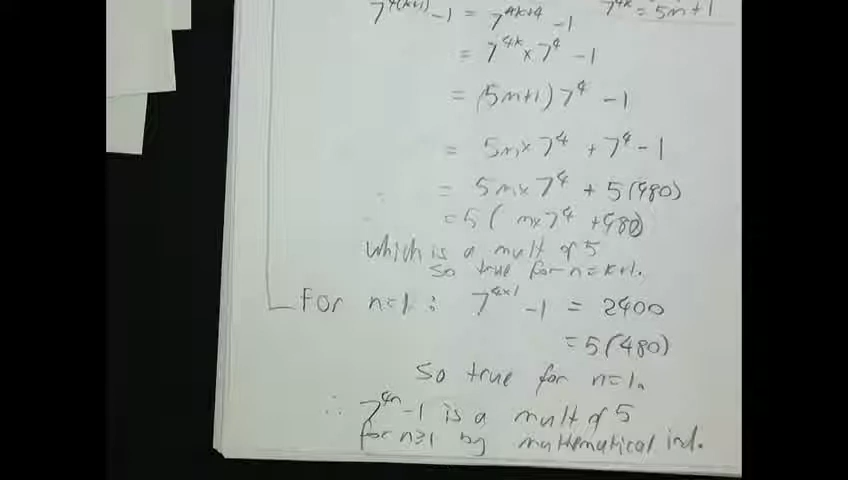 7^{4(k+1)} - 1 = 7^{4k+4} - 1 7^{4k} = 5m+1
= 7^{4k} x 7^4 - 1
= (5m+1) 7^4 - 1
= 5m x 7^4 + 7^4 - 1
= 5m x 7^4 + 5(480)
= 5( m x 7^4 + 480)
which is a mult of 5
so true for n=k+1.
For n=1 : 7^{4x1} - 1 = 2400
= 5(480)
So true for n=1.
∴ 7^{4n} - 1 is a mult of 5
for n≥1 by mathematical ind.